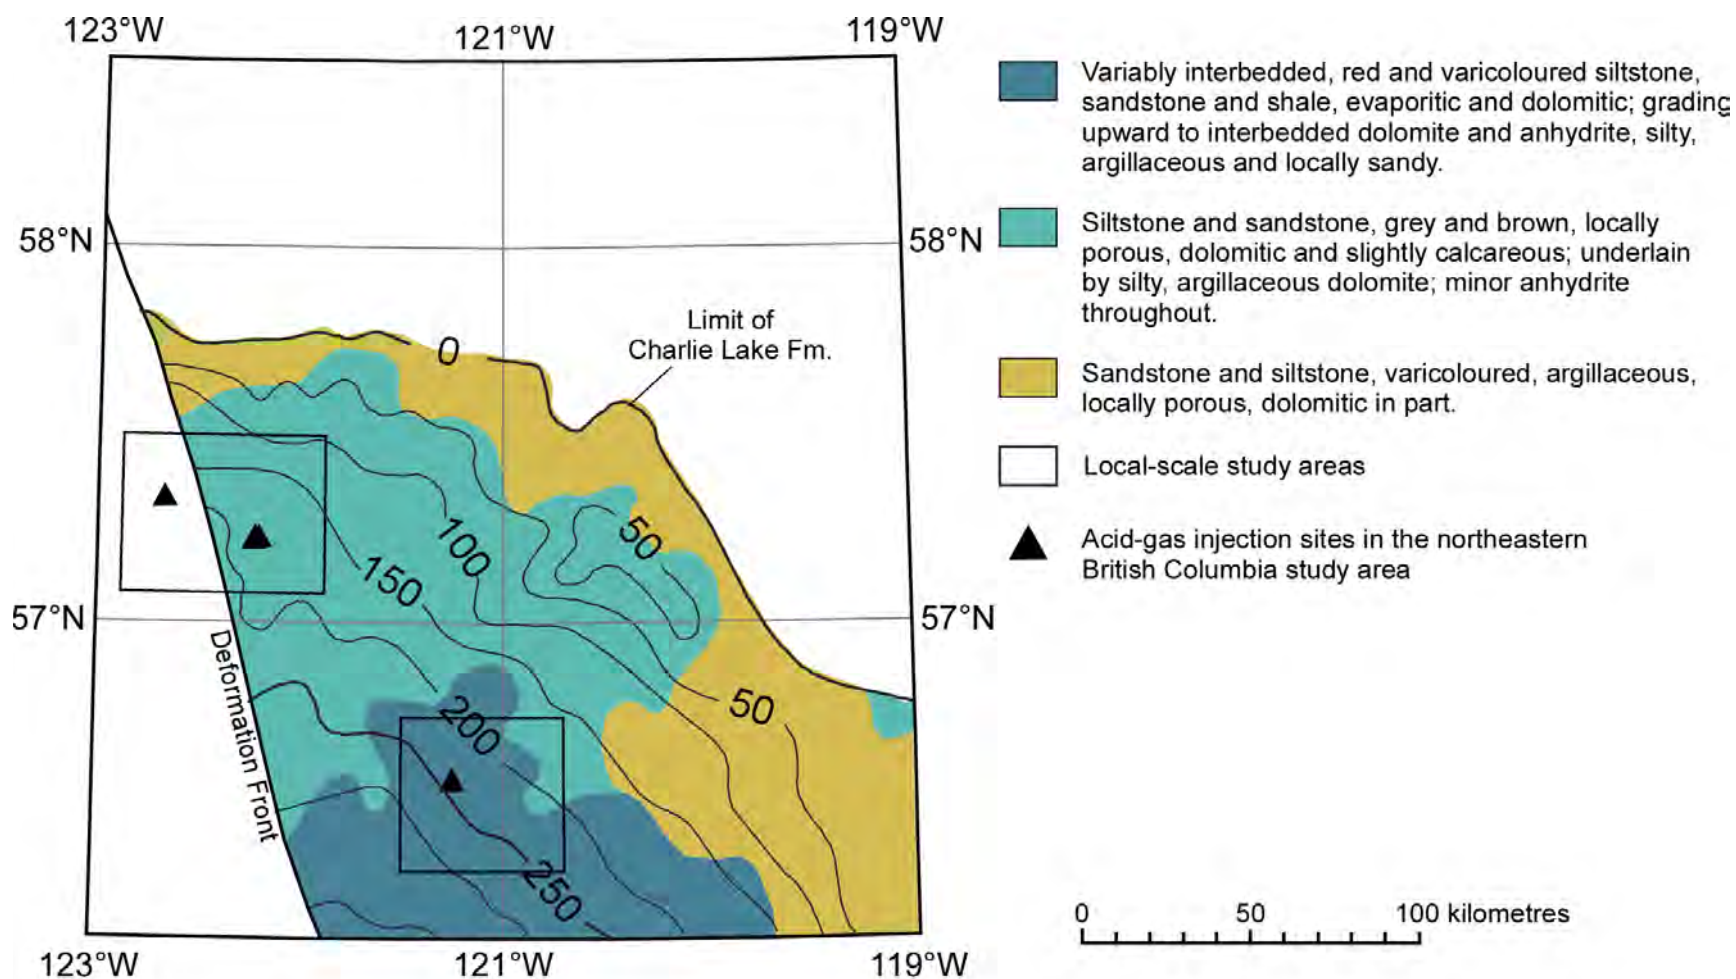 123°W
121°W
119°W
58°N
58°N
0
Limit of
Charlie Lake Fm.
50
100
150
57°N
57°N
Deformation Front
50
200
250
123°W
121°W
119°W
Variably interbedded, red and varicoloured siltstone,
sandstone and shale, evaporitic and dolomitic; grading
upward to interbedded dolomite and anhydrite, silty,
argillaceous and locally sandy.
Siltstone and sandstone, grey and brown, locally
porous, dolomitic and slightly calcareous; underlain
by silty, argillaceous dolomite; minor anhydrite
throughout.
Sandstone and siltstone, varicoloured, argillaceous,
locally porous, dolomitic in part.
Local-scale study areas
Acid-gas injection sites in the northeastern
British Columbia study area
0 50 100 kilometres